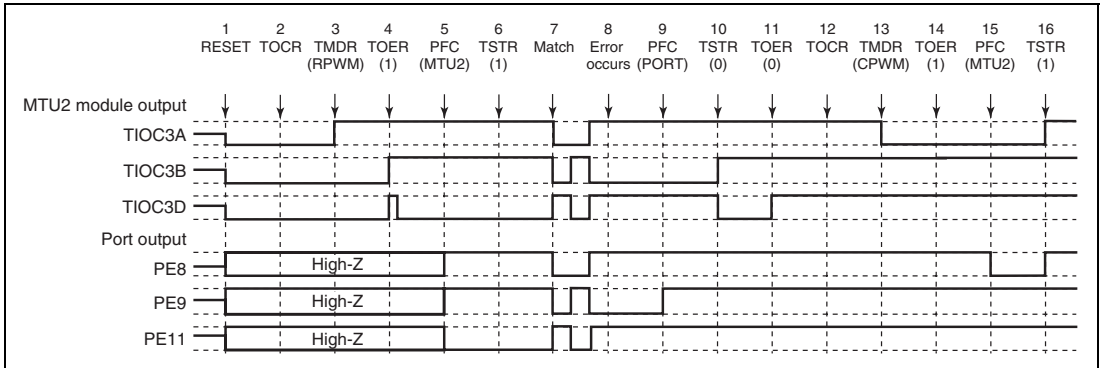 1 2 3 4 5 6 7 8 9 10 11 12 13 14 15 16
RESET TOCR TMDR TOER PFC TSTR Match Error PFC TSTR TOER TOCR TMDR TOER PFC TSTR
(RPWM) (1) (MTU2) (1) occurs (PORT) (0) (0) (CPWM) (1) (MTU2) (1)
MTU2 module output
TIOC3A
TIOC3B
TIOC3D
Port output
PE8 High-Z
PE9 High-Z
PE11 High-Z